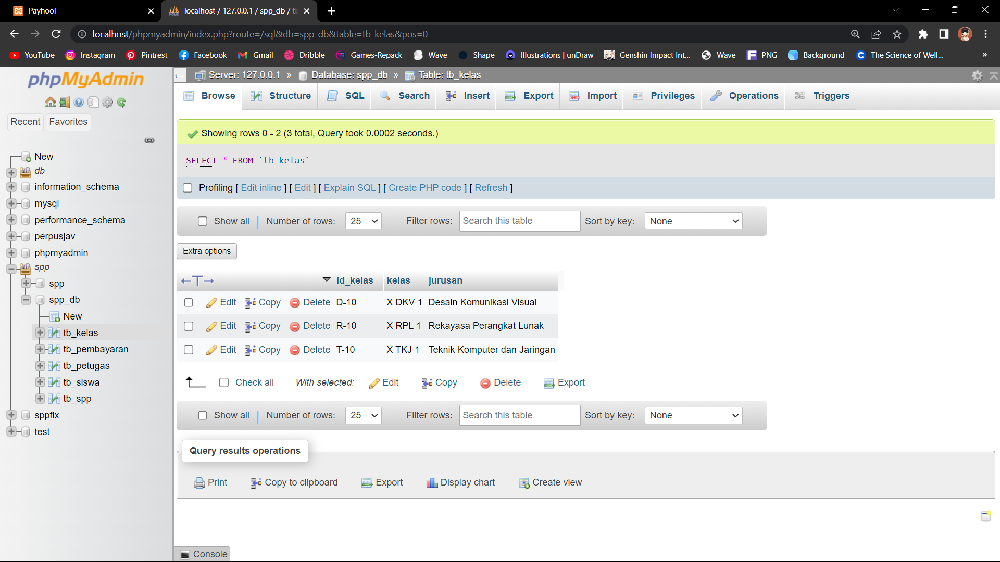 Payhool
localhost / 127.0.0.1 / spp_db / tb
localhost/phpmyadmin/index.php?route=/sql&db=spp_db&table=tb_kelas&pos=0
YouTube Instagram Pinterest Facebook Gmail Dribble Games-Repack Wave Shape Illustrations | unDraw Genshin Impact Int... Wave PNG Background The Science of Well... »
phpMyAdmin
Recent Favorites
New
db
information_schema
mysql
performance_schema
perpusjav
phpmyadmin
spp
spp
spp_db
New
tb_kelas
tb_pembayaran
tb_petugas
tb_siswa
tb_spp
sppfix
test
Server: 127.0.0.1 » Database: spp_db » Table: tb_kelas
Browse Structure SQL Search Insert Export Import Privileges Operations Triggers
Showing rows 0 - 2 (3 total, Query took 0.0002 seconds.)
SELECT * FROM `tb_kelas`
Profiling [ Edit inline ] [ Edit ] [ Explain SQL ] [ Create PHP code ] [ Refresh ]
Show all | Number of rows: 25 Filter rows: Search this table Sort by key: None
Extra options
←T→ id_kelas kelas jurusan
Edit Copy Delete D-10 X DKV 1 Desain Komunikasi Visual
Edit Copy Delete R-10 X RPL 1 Rekayasa Perangkat Lunak
Edit Copy Delete T-10 X TKJ 1 Teknik Komputer dan Jaringan
Check all With selected: Edit Copy Delete Export
Show all | Number of rows: 25 Filter rows: Search this table Sort by key: None
Query results operations
Print Copy to clipboard Export Display chart Create view
Console